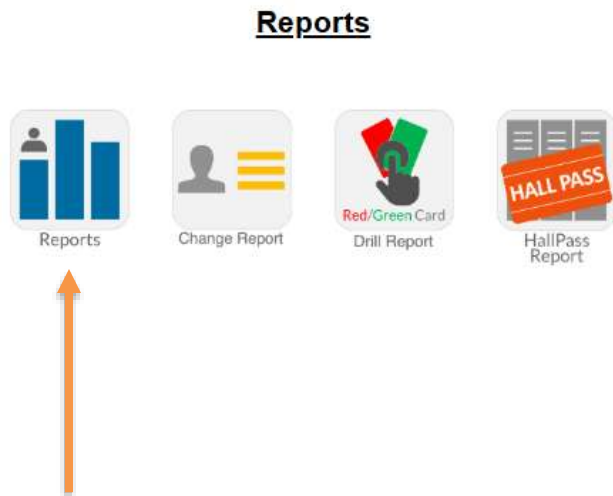 Reports
HALL PASS
Red/Green Card
Reports
Change Report
Drill Report
HallPass
Report